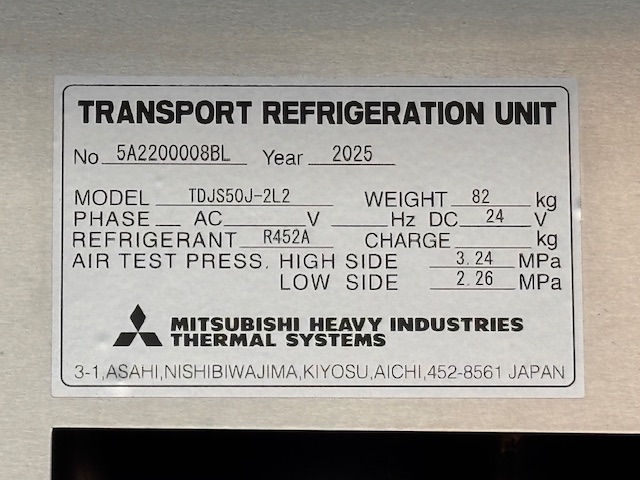 TRANSPORT REFRIGERATION UNIT
No. 5A2200008BL Year 2025
MODEL TDJS50J-2L2 WEIGHT 82 kg
PHASE AC V Hz DC 24 V
REFRIGERANT R452A CHARGE kg
AIR TEST PRESS. HIGH SIDE 3.24 MPa
LOW SIDE 2.26 MPa
MITSUBISHI HEAVY INDUSTRIES
THERMAL SYSTEMS
3-1,ASAHI,NISHIBIWAJIMA,KIYOSU,AICHI,452-8561 JAPAN